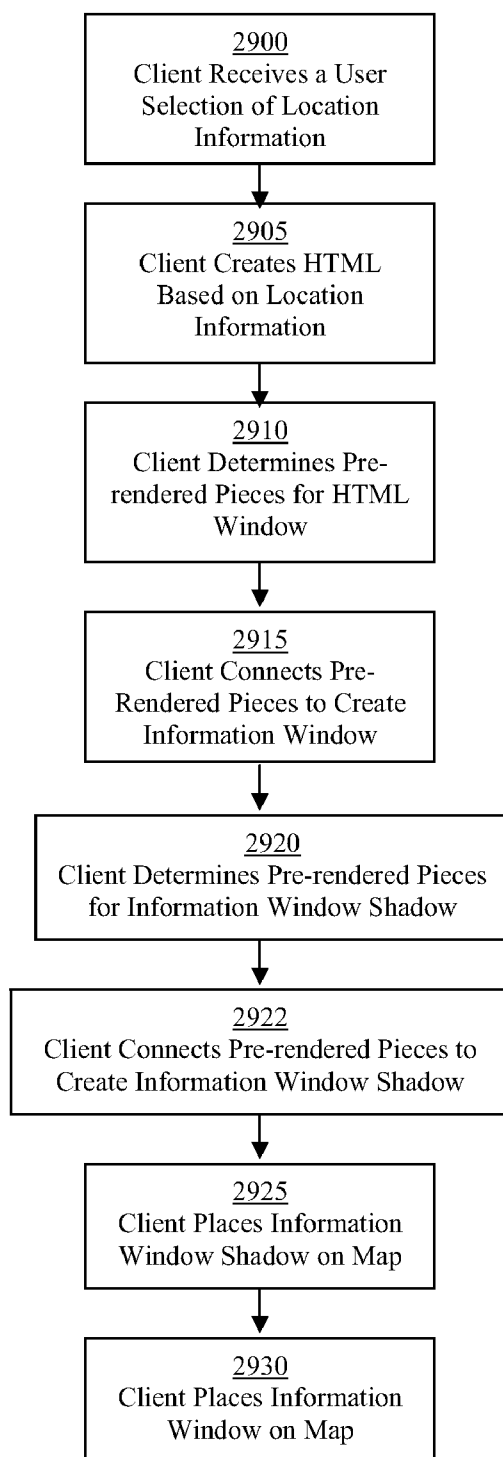 2900
Client Receives a User
Selection of Location
Information
2905
Client Creates HTML
Based on Location
Information
2910
Client Determines Pre-
rendered Pieces for HTML
Window
2915
Client Connects Pre-
Rendered Pieces to Create
Information Window
2920
Client Determines Pre-rendered Pieces
for Information Window Shadow
2922
Client Connects Pre-rendered Pieces to
Create Information Window Shadow
2925
Client Places Information
Window Shadow on Map
2930
Client Places Information
Window on Map